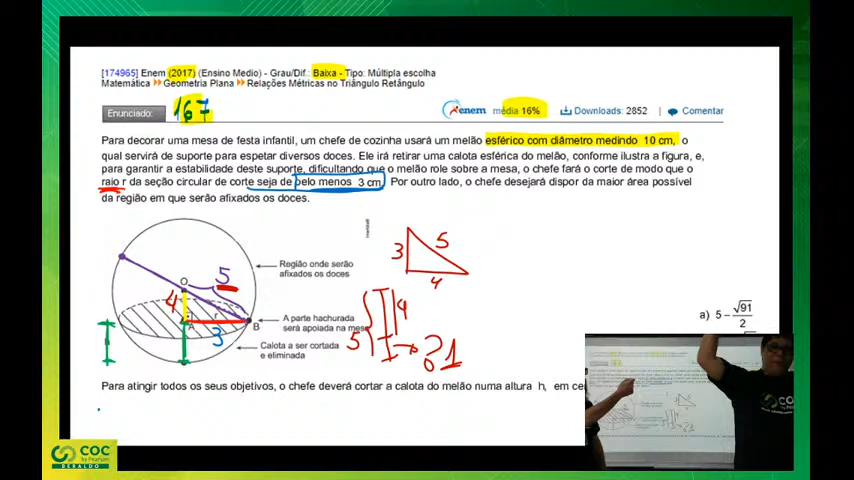 [174965] Enem (2017) (Ensino Medio) - Grau/Dif.: Baixa - Tipo: Múltipla escolha
Matemática Geometria Plana Relações Métricas no Triângulo Retângulo
Enunciado: 167 enem média 16% Downloads: 2852 Comentar
Para decorar uma mesa de festa infantil, um chefe de cozinha usará um melão esférico com diâmetro medindo 10 cm, o
qual servirá de suporte para espetar diversos doces. Ele irá retirar uma calota esférica do melão, conforme ilustra a figura, e,
para garantir a estabilidade deste suporte, dificultando que o melão role sobre a mesa, o chefe fará o corte de modo que o
raio r da seção circular de corte seja de pelo menos 3 cm. Por outro lado, o chefe desejará dispor da maior área possível
da região em que serão afixados os doces.
3 5
4
O 5
Região onde serão
afixados os doces
4 r
A B
3
A parte hachurada
será apoiada na mesa
h
Calota a ser cortada
e eliminada
4
5 ? 1
a) 5 - √91
2
Para atingir todos os seus objetivos, o chefe deverá cortar a calota do melão numa altura h, em
COC
by Pearson
BERALDO
COC